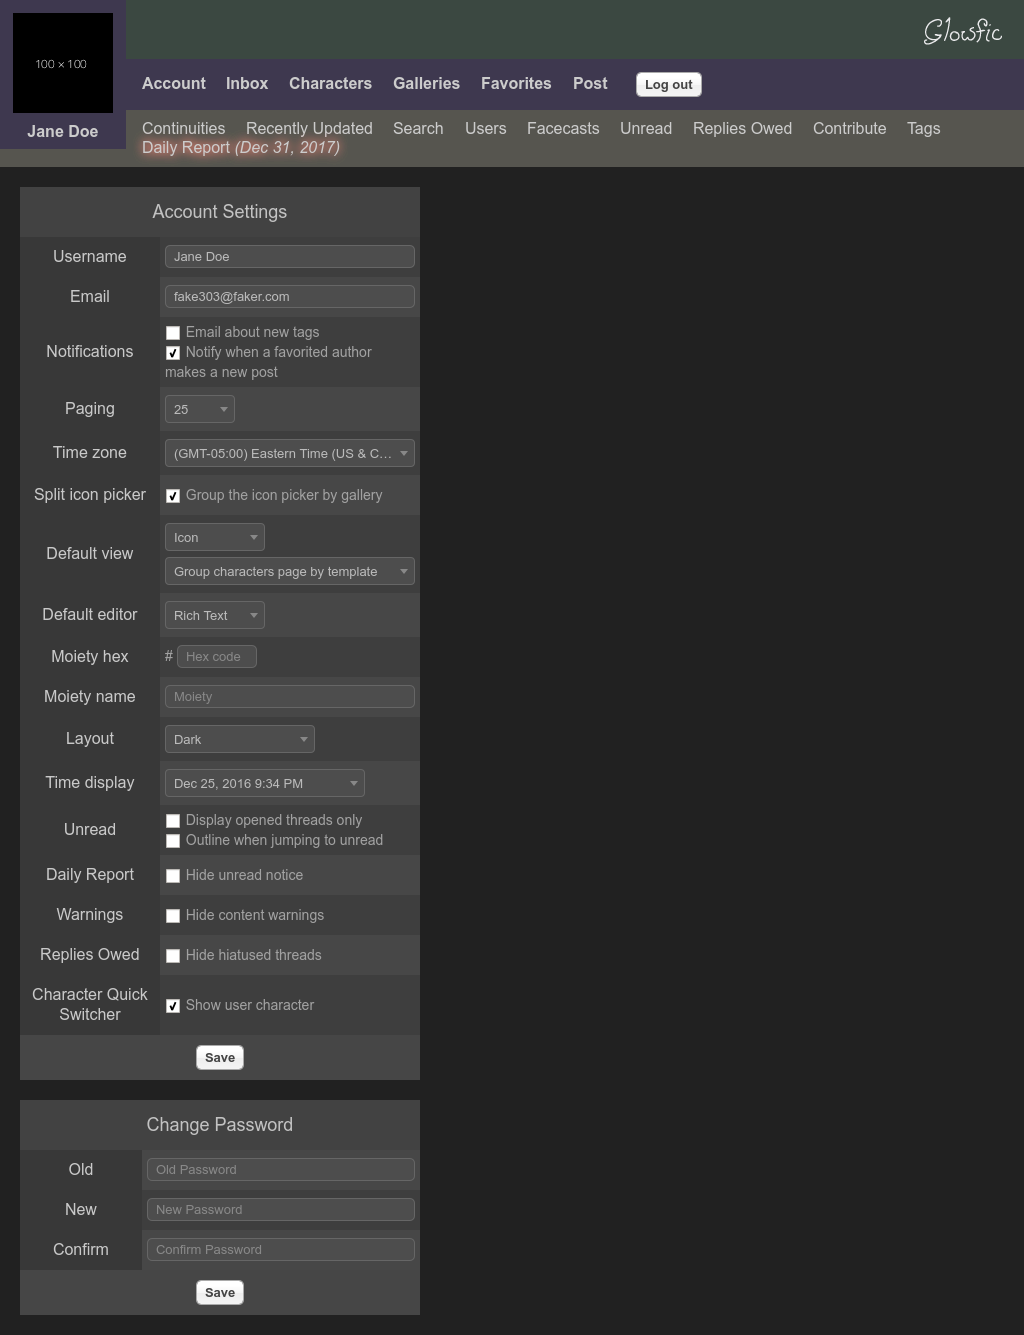 100 × 100
Glowfic
Account Inbox Characters Galleries Favorites Post Log out
Jane Doe
Continuities Recently Updated Search Users Facecasts Unread Replies Owed Contribute Tags
Daily Report (Dec 31, 2017)
Account Settings
Username Jane Doe
Email fake303@faker.com
Notifications
Email about new tags
Notify when a favorited author
makes a new post
Paging 25
Time zone (GMT-05:00) Eastern Time (US & C…
Split icon picker Group the icon picker by gallery
Default view
Icon
Group characters page by template
Default editor Rich Text
Moiety hex # Hex code
Moiety name Moiety
Layout Dark
Time display Dec 25, 2016 9:34 PM
Unread
Display opened threads only
Outline when jumping to unread
Daily Report Hide unread notice
Warnings Hide content warnings
Replies Owed Hide hiatused threads
Character Quick
Switcher
Show user character
Save
Change Password
Old Old Password
New New Password
Confirm Confirm Password
Save